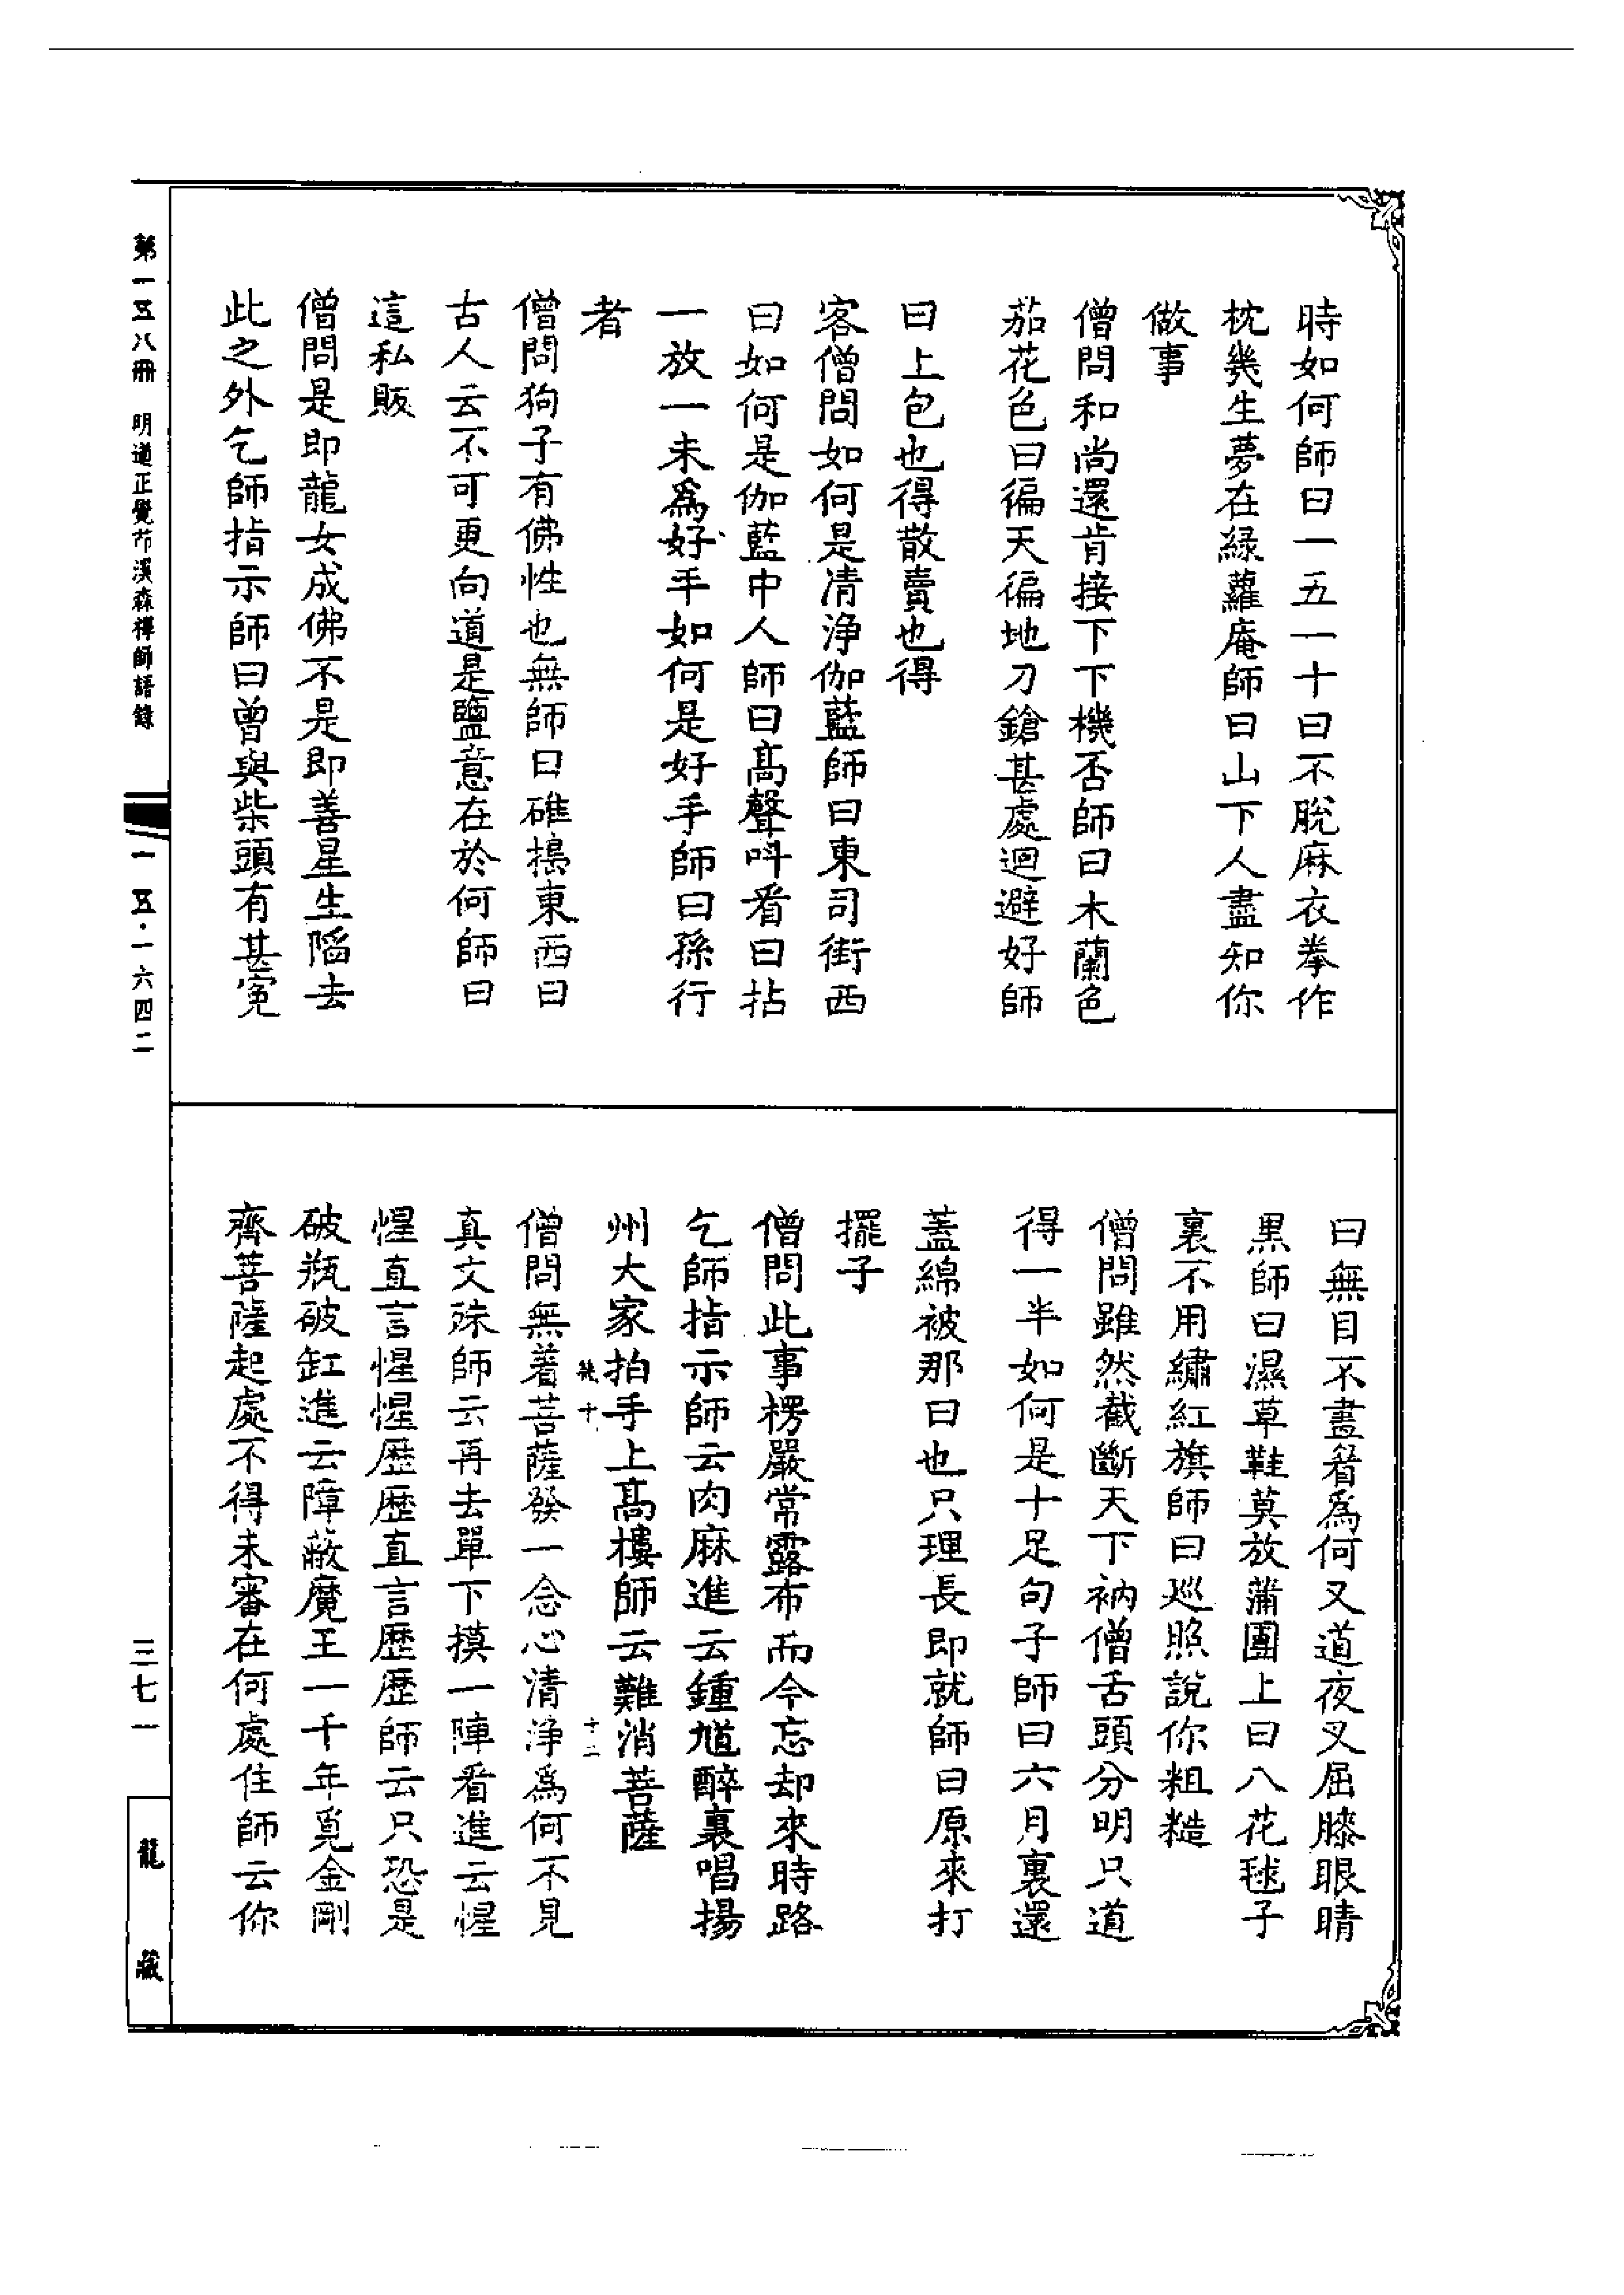 時如何師曰一五一十曰不脫麻衣拳作
枕幾生夢在綠蘿庵師曰山下人盡知你
做事
僧問和尚還肯接下下機否師曰木蘭色
茄花色曰徧天徧地刀鎗甚處迴避好師
曰上包也得散賣也得
客僧問如何是清淨伽藍師曰東司街西
曰如何是伽藍中人師曰高聲呌看曰拈
一放一未爲好手如何是好手師曰孫行
者
僧問狗子有佛性也無師曰碓搗東西曰
古人云不可更向道是鹽意在於何師曰
這私販
僧問是即龍女成佛不是即善星生陷去
此之外乞師指示師曰曾與柴頭有甚寃
曰無目不晝眢爲何又道夜叉屈膝眼睛
黑師曰濕草鞋莫放蒲團上曰八花毬子
裏不用繡紅旗師曰巡照說你粗糙
僧問雖然截斷天下衲僧舌頭分明只道
得一半如何是十足句子師曰六月裏還
蓋綿被那曰也只理長即就師曰原來打
擺子
僧問此事楞嚴常露布而今忘却來時路
乞師指示師云肉麻進云鍾馗醉裏唱揚
州大家拍手上高樓師云難消菩薩
十二
僧問無著菩薩發一念心清淨爲何不見
真文殊師云再去單下摸一陣看進云惺
惺直言惺惺歷歷直言歷歷師云只恐是
破瓶破缸進云障蔽魔王一千年覓金剛
齊菩薩起處不得未審在何處住師云你
第一五八冊 明道正覺茆溪森禪師語錄
一五·一六四二
三七一
龍藏